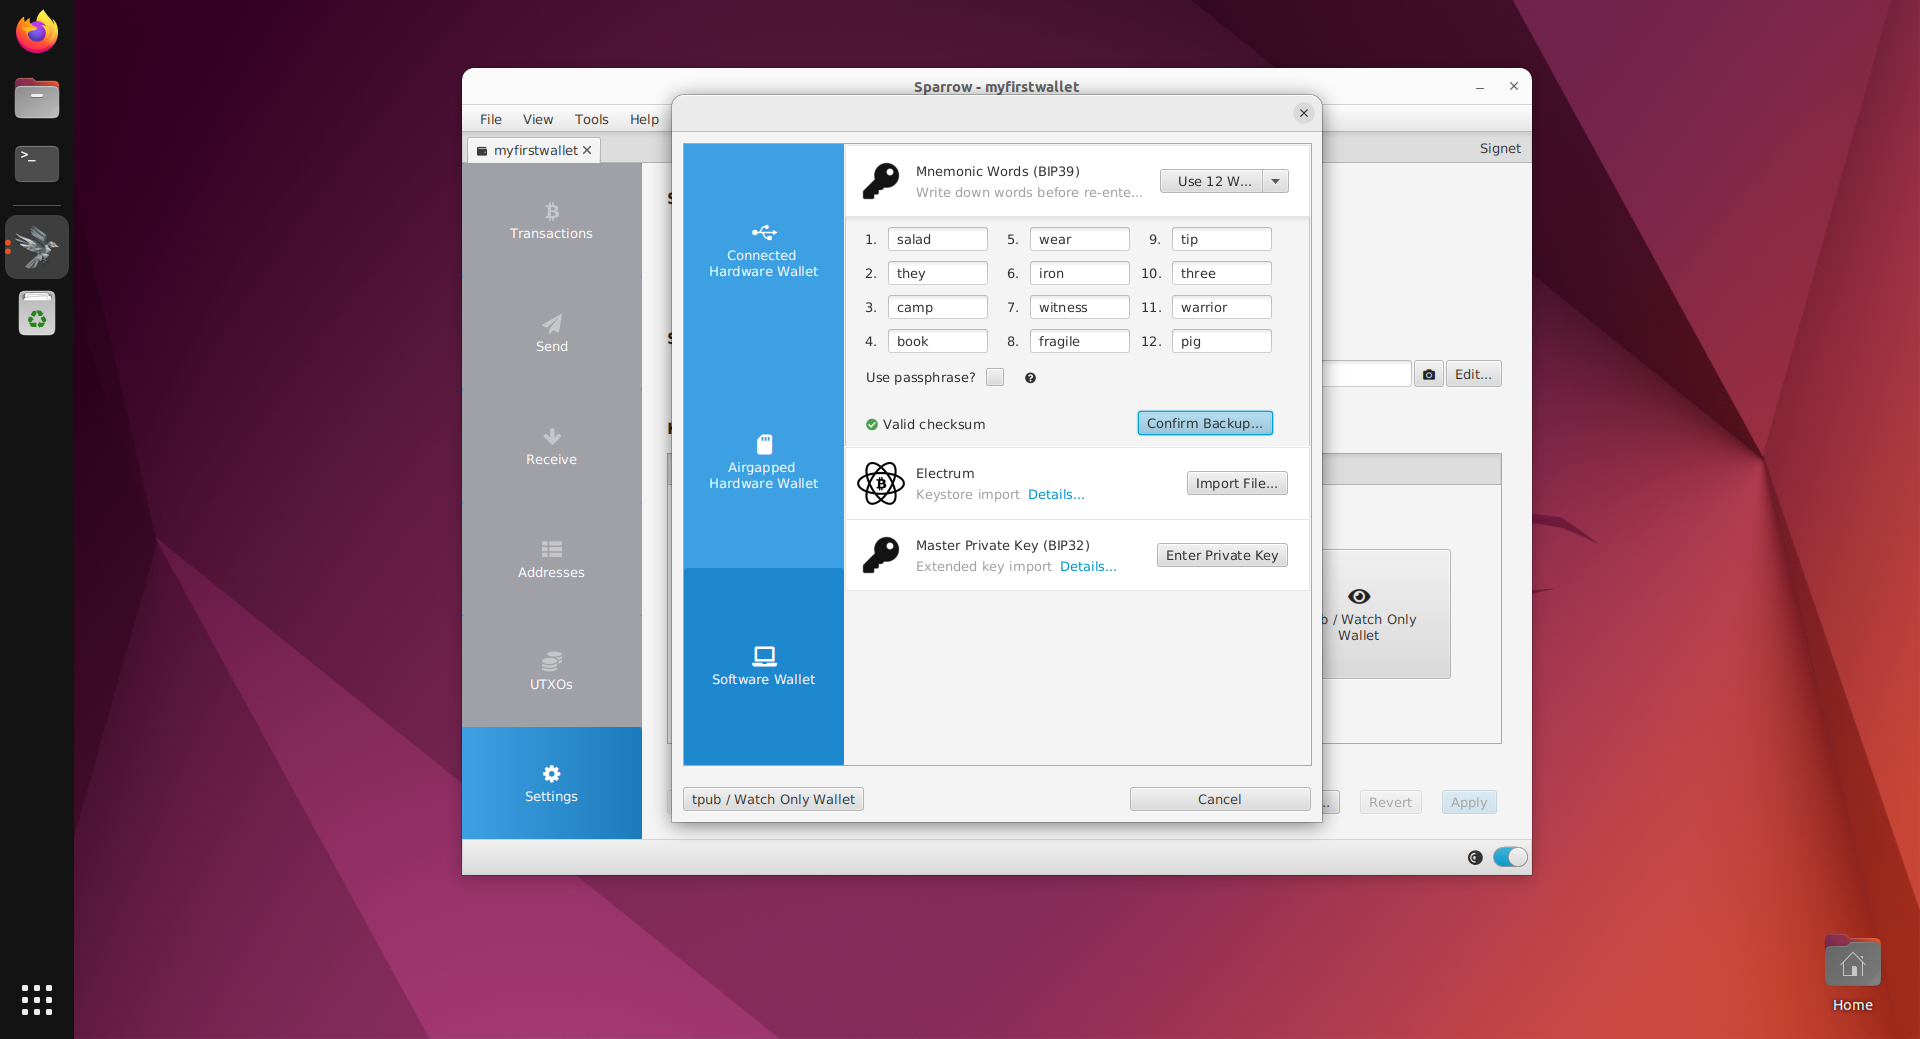 Sparrow - myfirstwallet
File View Tools Help
myfirstwallet
Signet
Transactions
Send
Receive
Addresses
UTXOs
Settings
Connected
Hardware Wallet
Airgapped
Hardware Wallet
Software Wallet
Mnemonic Words (BIP39)
Write down words before re-ente...
Use 12 W...
1. salad 5. wear 9. tip
2. they 6. iron 10. three
3. camp 7. witness 11. warrior
4. book 8. fragile 12. pig
Use passphrase?
Valid checksum
Confirm Backup...
Electrum
Keystore import Details...
Import File...
Master Private Key (BIP32)
Extended key import Details...
Enter Private Key
tpub / Watch Only Wallet
Cancel
Edit...
/ Watch Only
Wallet
Revert
Apply
Home